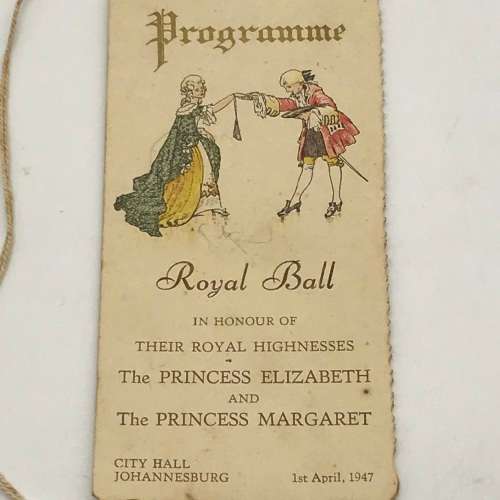 Programme
Royal Ball
IN HONOUR OF
THEIR ROYAL HIGHNESSES
The PRINCESS ELIZABETH
AND
The PRINCESS MARGARET
CITY HALL
JOHANNESBURG 1st April, 1947